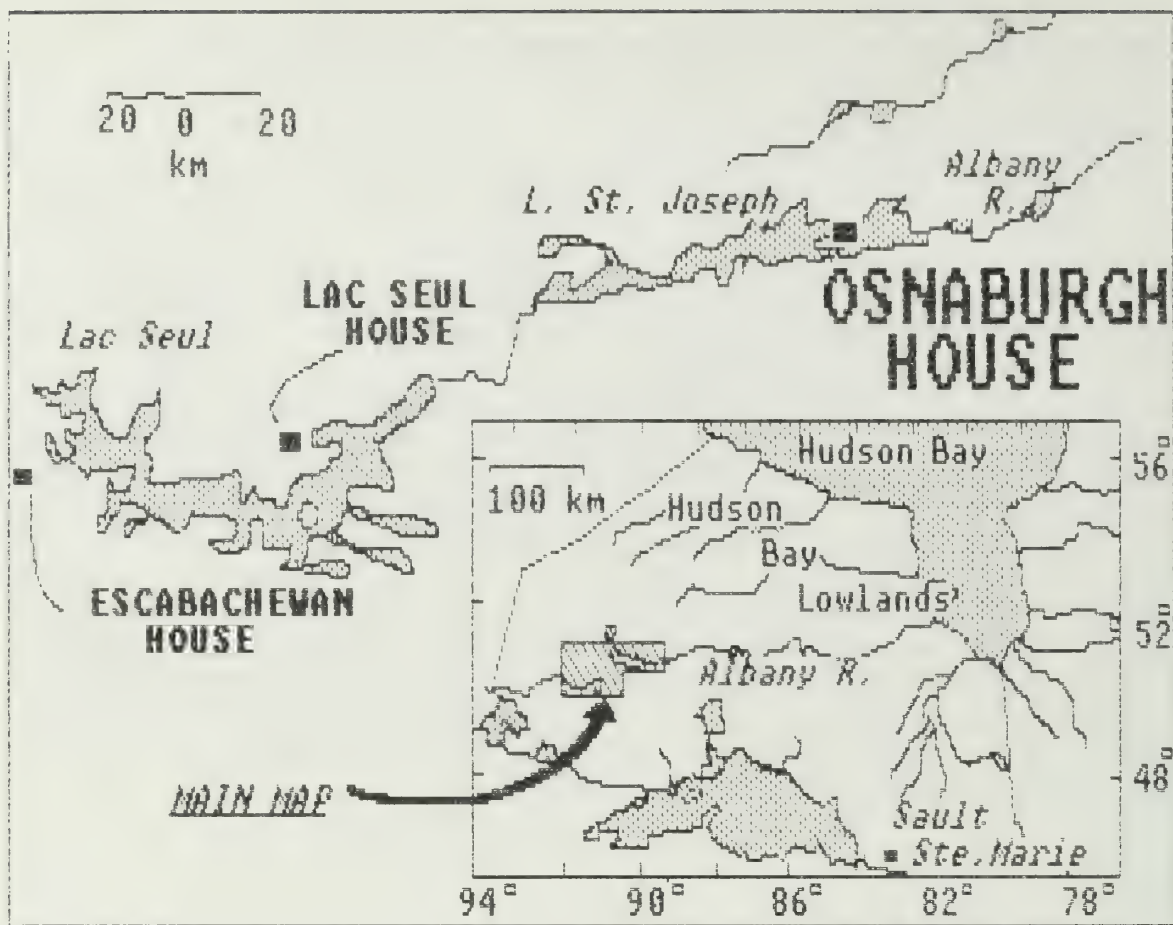 20 0 20
km
L. St. Joseph
Albany
R.
OSNABURGH
HOUSE
LAC SEUL
HOUSE
Lac Seul
ESCABACHEWAN
HOUSE
MAIN MAP
100 km
Hudson Bay
Hudson
Bay
Lowlands
Albany R.
Sault
Ste.Marie
56°
52°
48°
94° 90° 86° 82° 78°